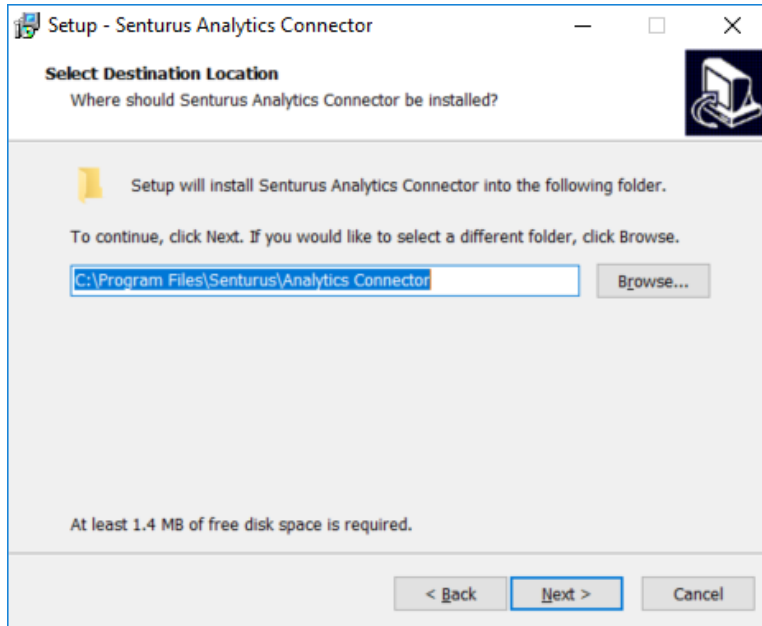 Setup - Senturus Analytics Connector
Select Destination Location
Where should Senturus Analytics Connector be installed?
Setup will install Senturus Analytics Connector into the following folder.
To continue, click Next. If you would like to select a different folder, click Browse.
C:\Program Files\Senturus\Analytics Connector
Browse...
At least 1.4 MB of free disk space is required.
< Back Next > Cancel